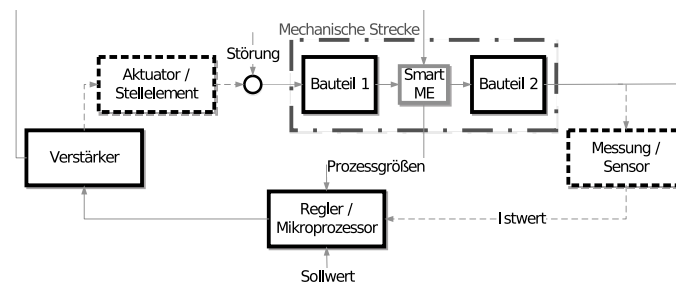 Mechanische Strecke
Störung
Aktuator /
Stellelement
Bauteil 1
Smart
ME
Bauteil 2
Verstärker
Messung /
Sensor
Prozessgrößen
Regler /
Mikroprozessor
Istwert
Sollwert